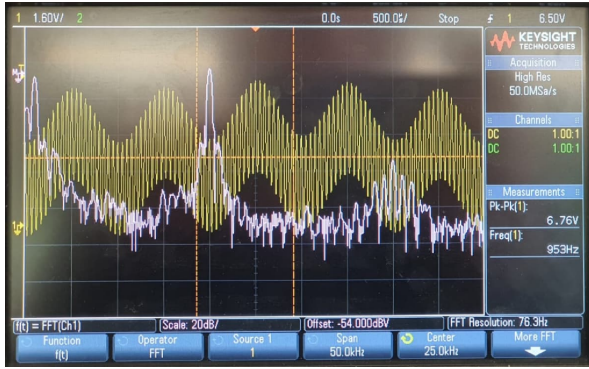 1 1.60V/ 2 0.0s 500.0%/ Stop 1 6.50V
KEYSIGHT
TECHNOLOGIES
Acquisition
High Res
50.0MSa/s
Channels
DC 1.00:1
DC 1.00:1
Measurements
Pk-Pk(1):
6.76V
Freq(1):
953Hz
f(t) = FFT(Ch1) Scale: 20dB/ Offset: -54.000dBV FFT Resolution: 76.3Hz
Function Operator Source 1 Span Center More FFT
f(t) FFT 1 50.0kHz 25.0kHz